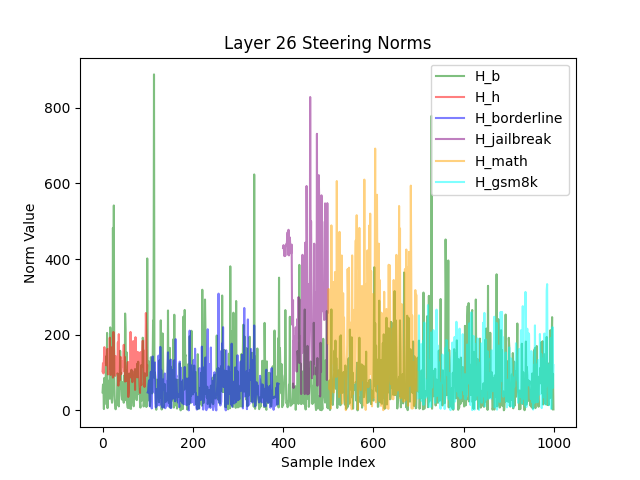 Layer 26 Steering Norms
H_b
H_h
H_borderline
H_jailbreak
H_math
H_gsm8k
Norm Value
800
600
400
200
0
0 200 400 600 800 1000
Sample Index